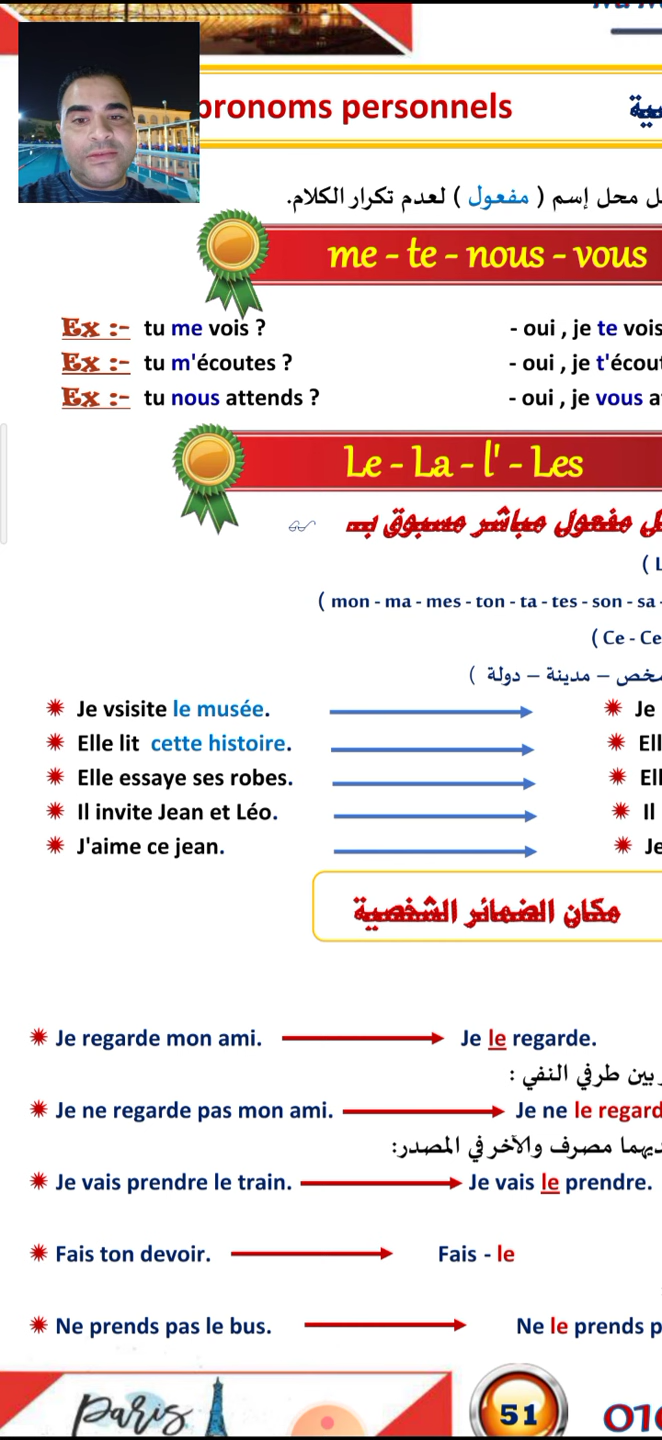 pronoms personnels
ل محل إسم ( مفعول ) لعدم تكرار الكلام.
me - te - nous - vous
Ex :- tu me vois ? - oui , je te vois
Ex :- tu m'écoutes ? - oui , je t'écout
Ex :- tu nous attends ? - oui , je vous a
Le - La - l' - Les
مفعول مباشر مسبوق بـ
( mon - ma - mes - ton - ta - tes - son - sa -
( Ce - Ce
خص – مدينة – دولة )
Je vsisite le musée. Je
Elle lit cette histoire. Ell
Elle essaye ses robes. Ell
Il invite Jean et Léo. Il
J'aime ce jean. Je
مكان الضمائر الشخصية
Je regarde mon ami. Je le regarde.
بين طرفي النفي :
Je ne regarde pas mon ami. Je ne le regard
مصرف والآخر في المصدر:
Je vais prendre le train. Je vais le prendre.
Fais ton devoir. Fais - le
Ne prends pas le bus. Ne le prends p
paris
51
010